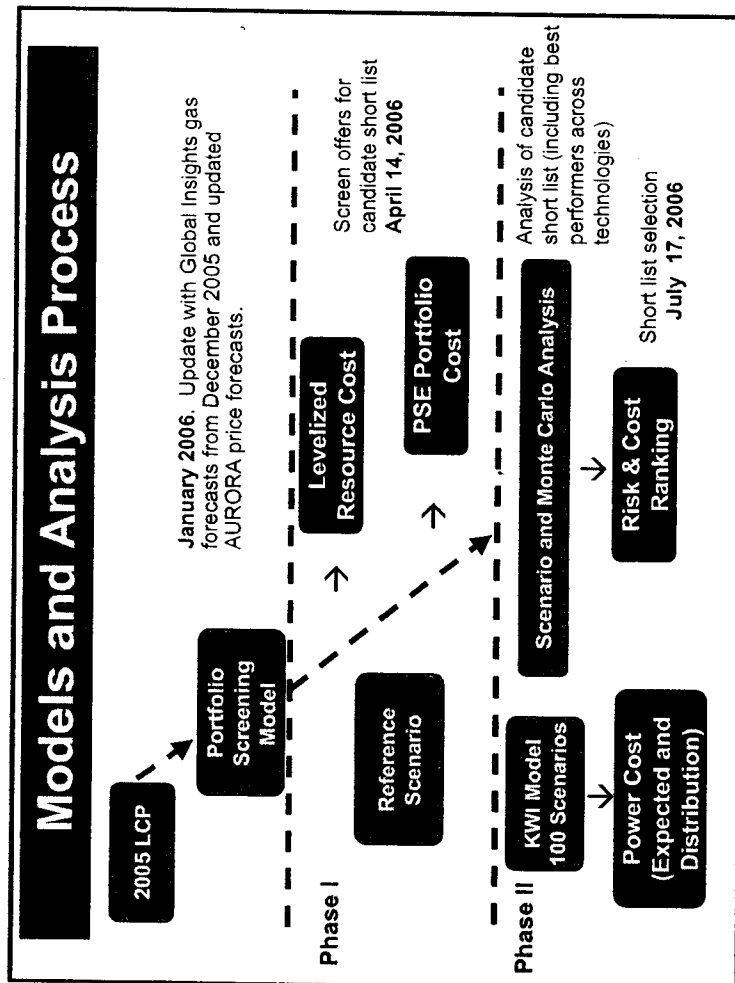 Models and Analysis Process
2005 LCP
Portfolio
Screening
Model
January 2006. Update with Global Insights gas
forecasts from December 2005 and updated
AURORA price forecasts.
Phase I
Reference
Scenario
Levelized
Resource Cost
PSE Portfolio
Cost
Screen offers for
candidate short list
April 14, 2006
Phase II
KWI Model
100 Scenarios
Power Cost
(Expected and
Distribution)
Scenario and Monte Carlo Analysis
Risk & Cost
Ranking
Analysis of candidate
short list (including best
performers across
technologies)
Short list selection
July 17, 2006